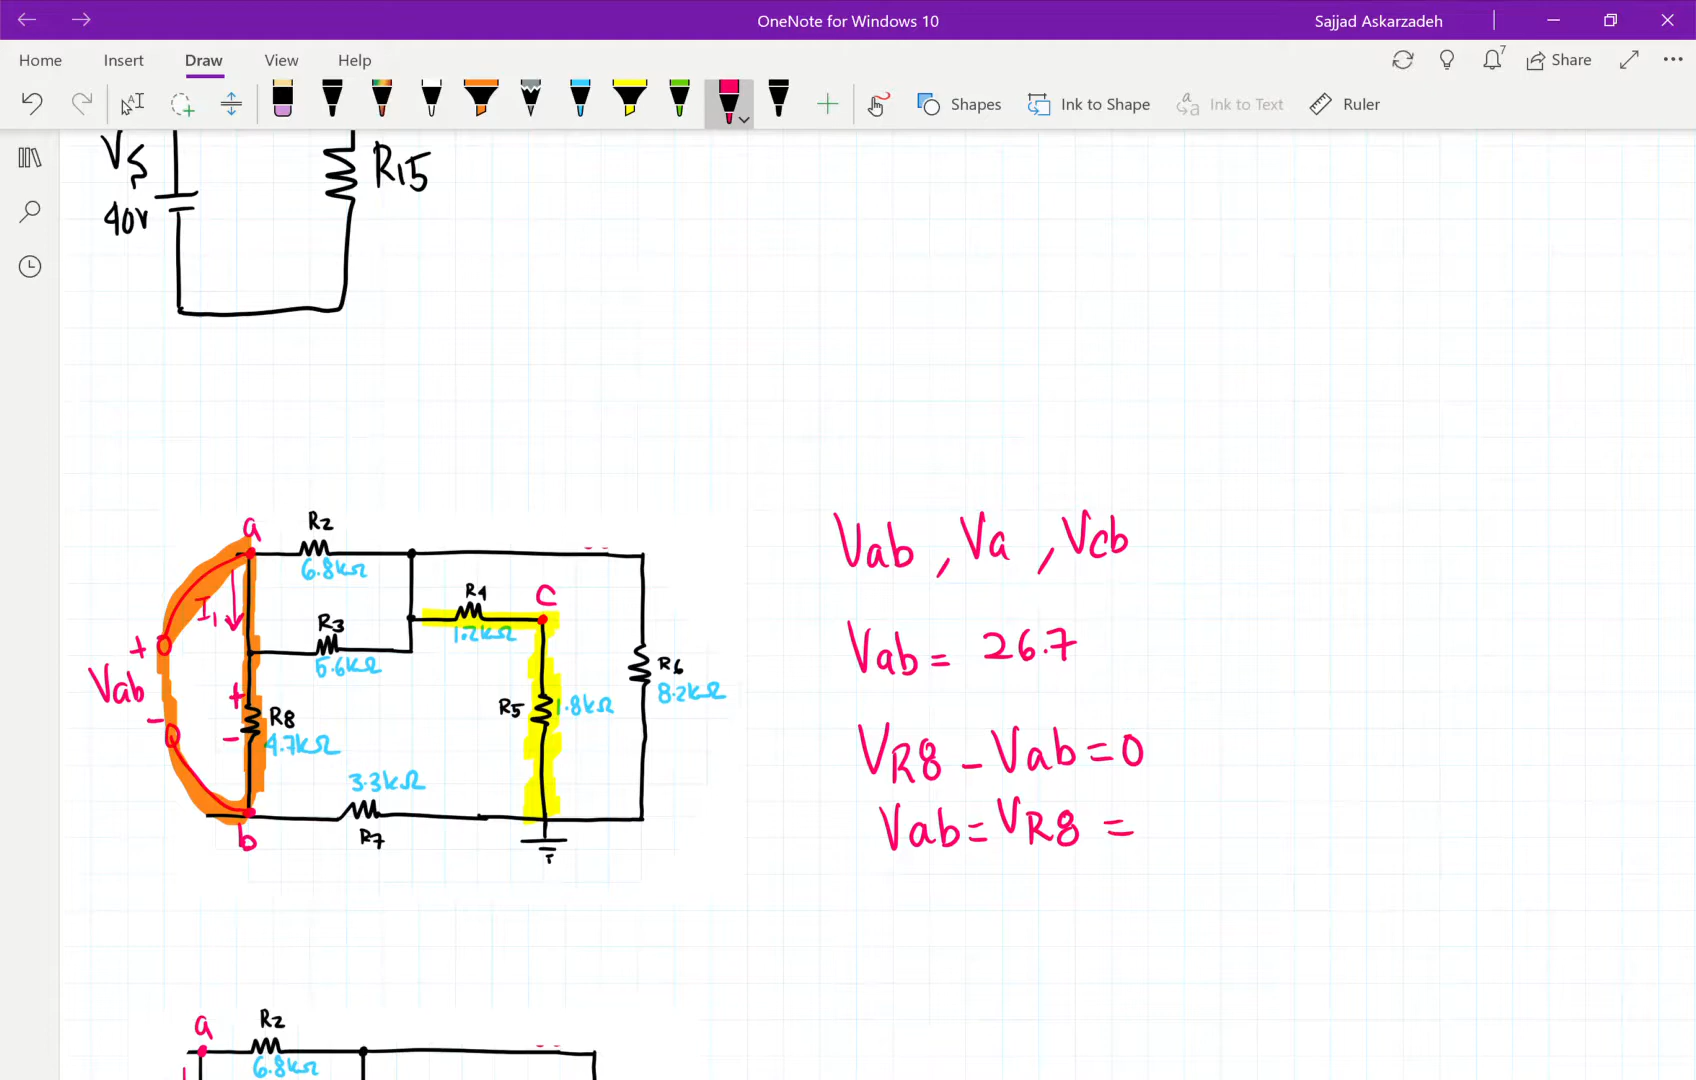 OneNote for Windows 10
Sajjad Askarzadeh
Home Insert Draw View Help
7 Share
Shapes Ink to Shape Ink to Text Ruler
Vs
40v
R15
a
R2
6.8kΩ
I1
R3
5.6kΩ
R4
1.2kΩ
C
+
Vab
-
+
-
R8
4.7kΩ
R5
1.8kΩ
R6
8.2kΩ
3.3kΩ
R7
b
Vab , Va , Vcb
Vab = 26.7
VR8 - Vab = 0
Vab = VR8 =
a
R2
6.8kΩ